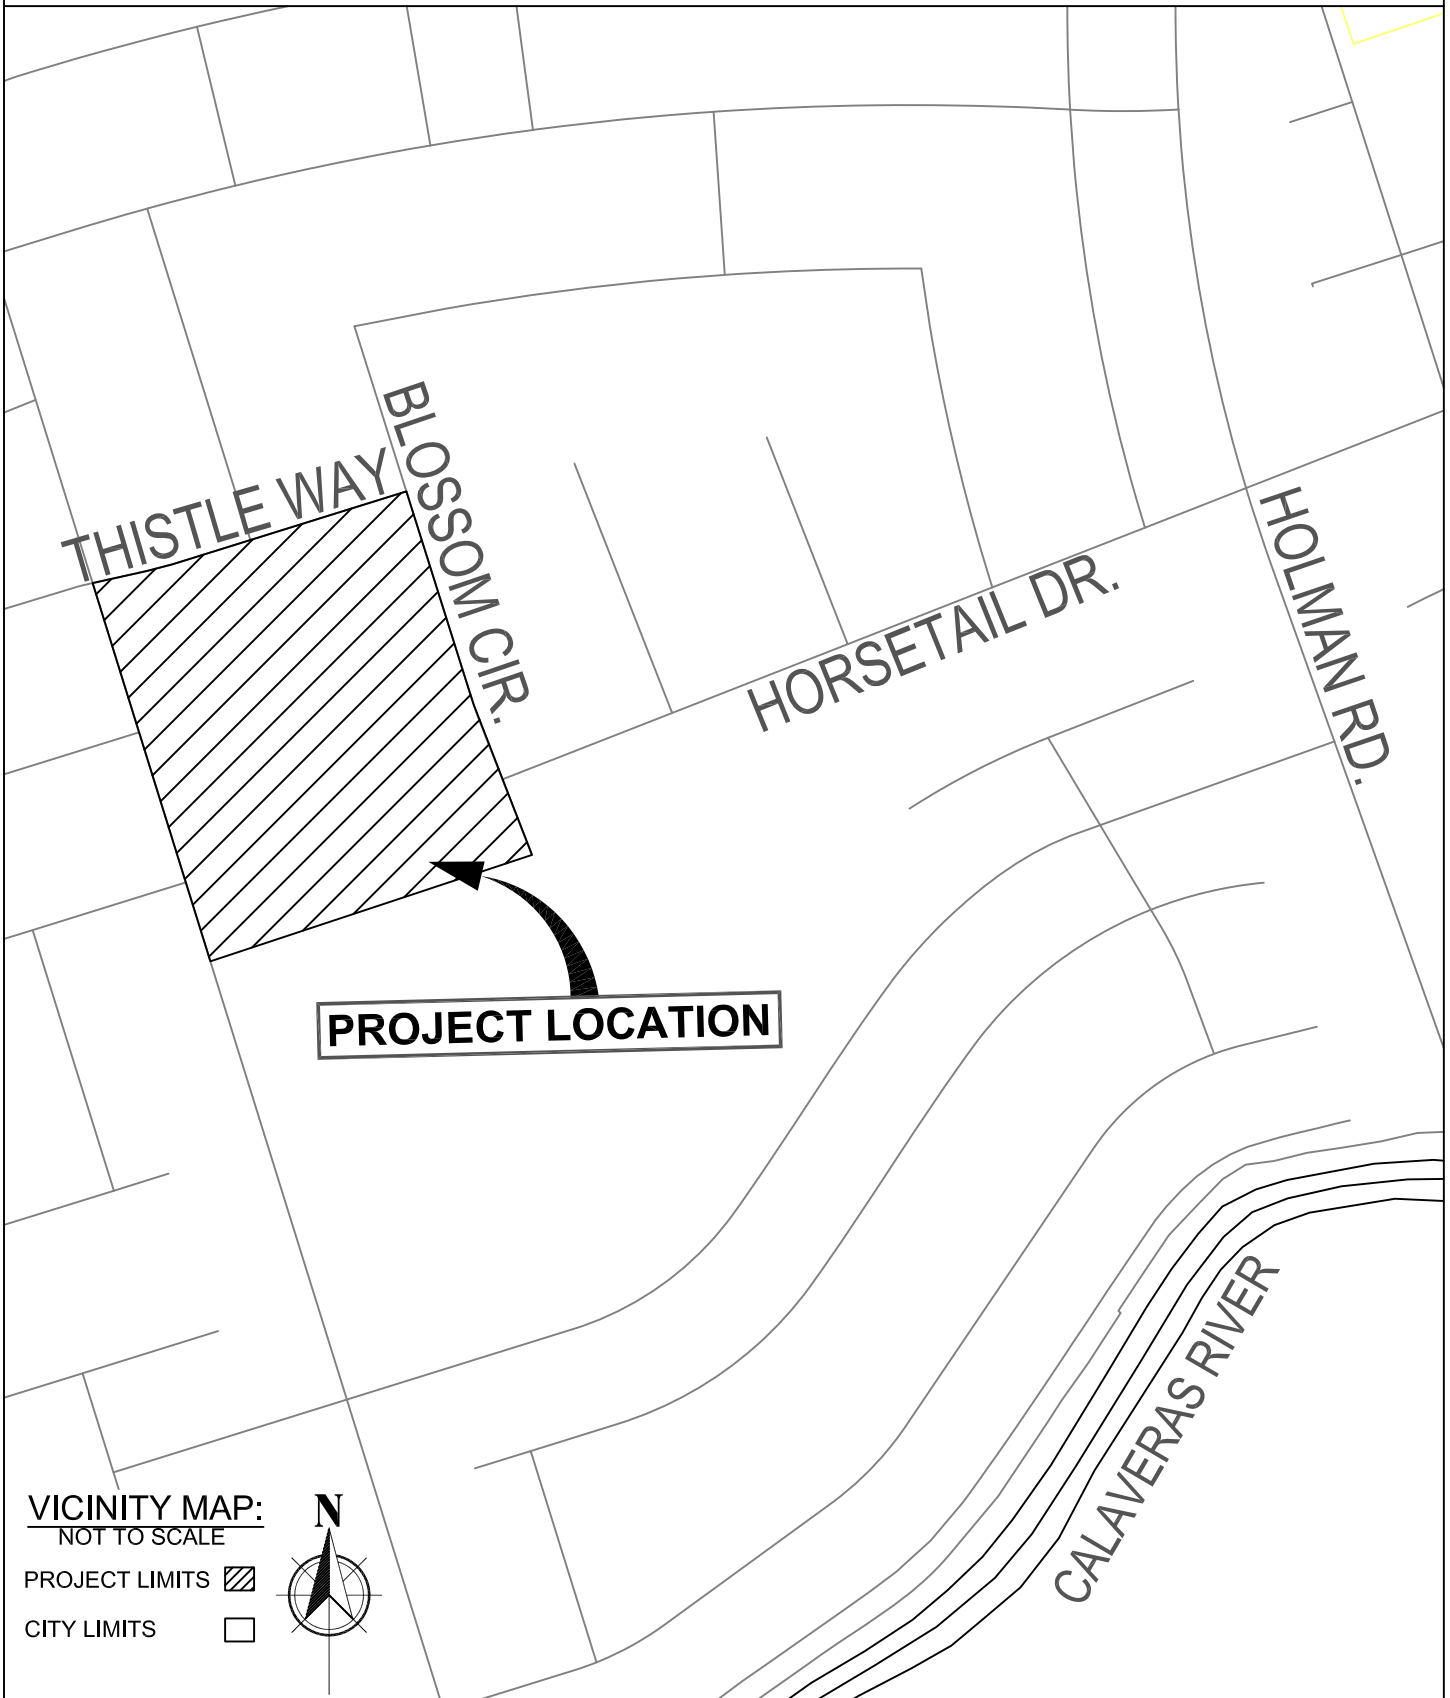 BLOSSOM CIR.
THISTLE WAY
HOLMAN RD.
HORSETAIL DR.
PROJECT LOCATION
CALAVERAS RIVER
VICINITY MAP:
NOT TO SCALE
PROJECT LIMITS
CITY LIMITS
N